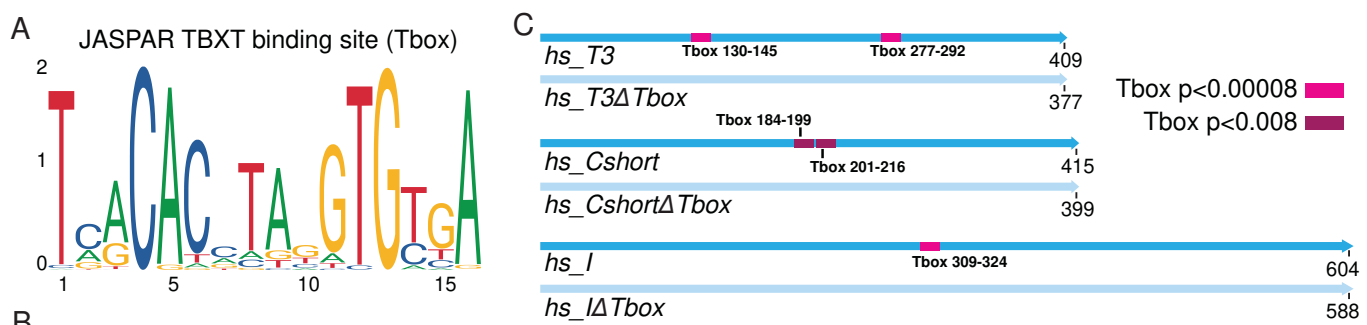 A
JASPAR TBXT binding site (Tbox)
2
1
0
1
5
10
15
B
C
hs_T3
Tbox 130-145
Tbox 277-292
409
hs_T3ΔTbox
377
Tbox p<0.00008
Tbox p<0.008
Tbox 184-199
hs_Cshort
Tbox 201-216
415
hs_CshortΔTbox
399
hs_I
Tbox 309-324
604
hs_IΔTbox
588